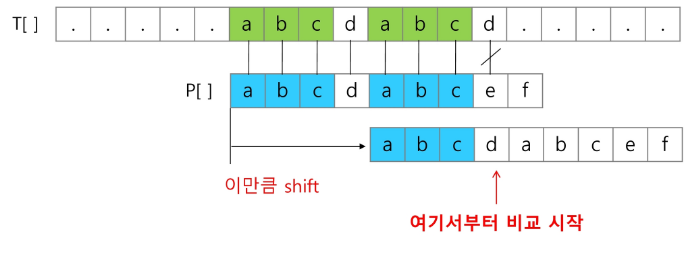 T[ ] . . . . . a b c d a b c d . . . . .
P[ ] a b c d a b c e f
a b c d a b c e f
이만큼 shift
여기서부터 비교 시작